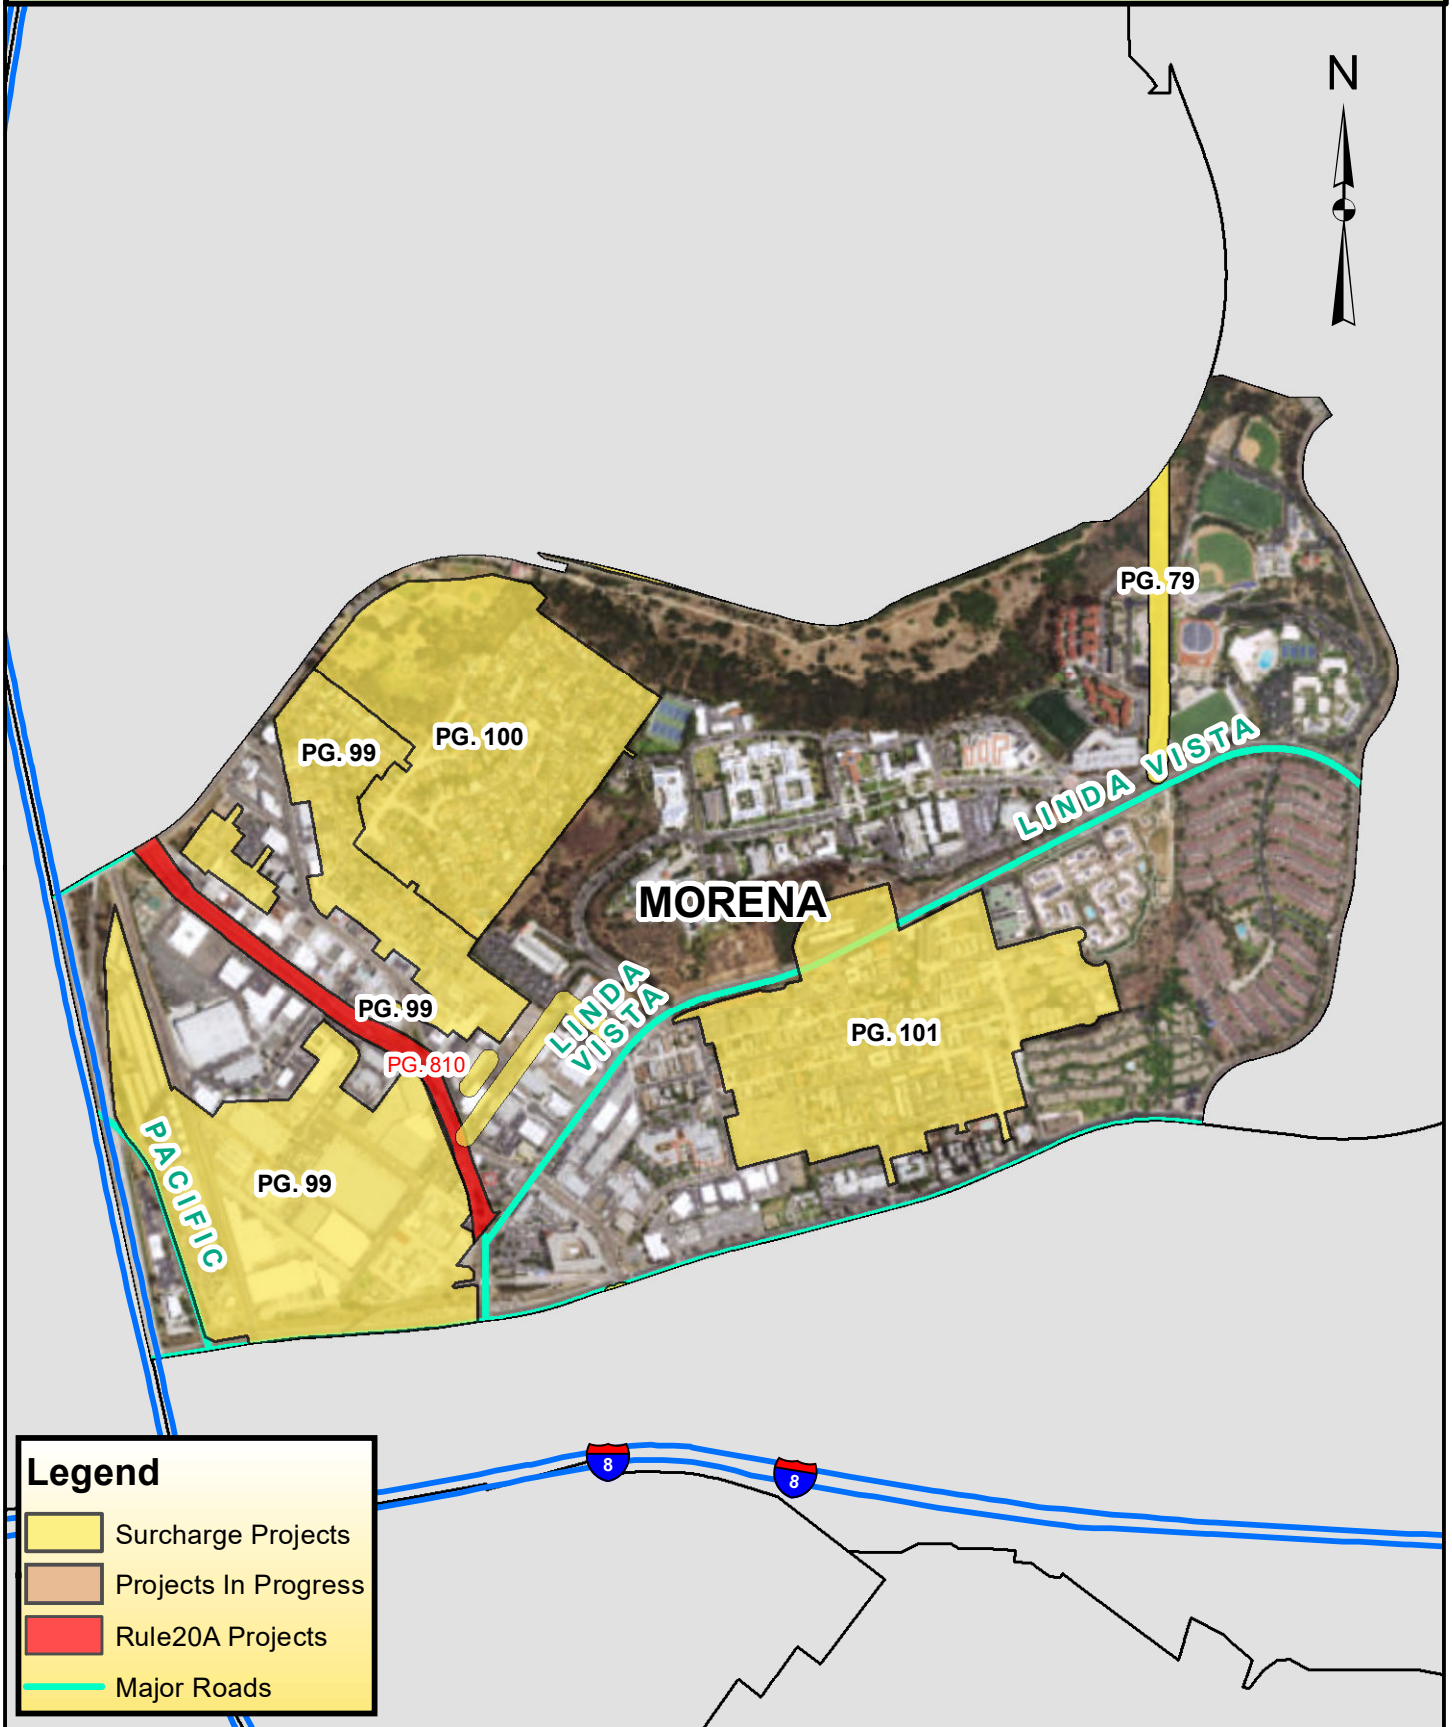 N
PG. 79
PG. 100
PG. 99
LINDA VISTA
MORENA
LINDA
VISTA
PG. 99
PG. 101
PG. 810
PACIFIC
PG. 99
8
8
Legend
Surcharge Projects
Projects In Progress
Rule20A Projects
Major Roads